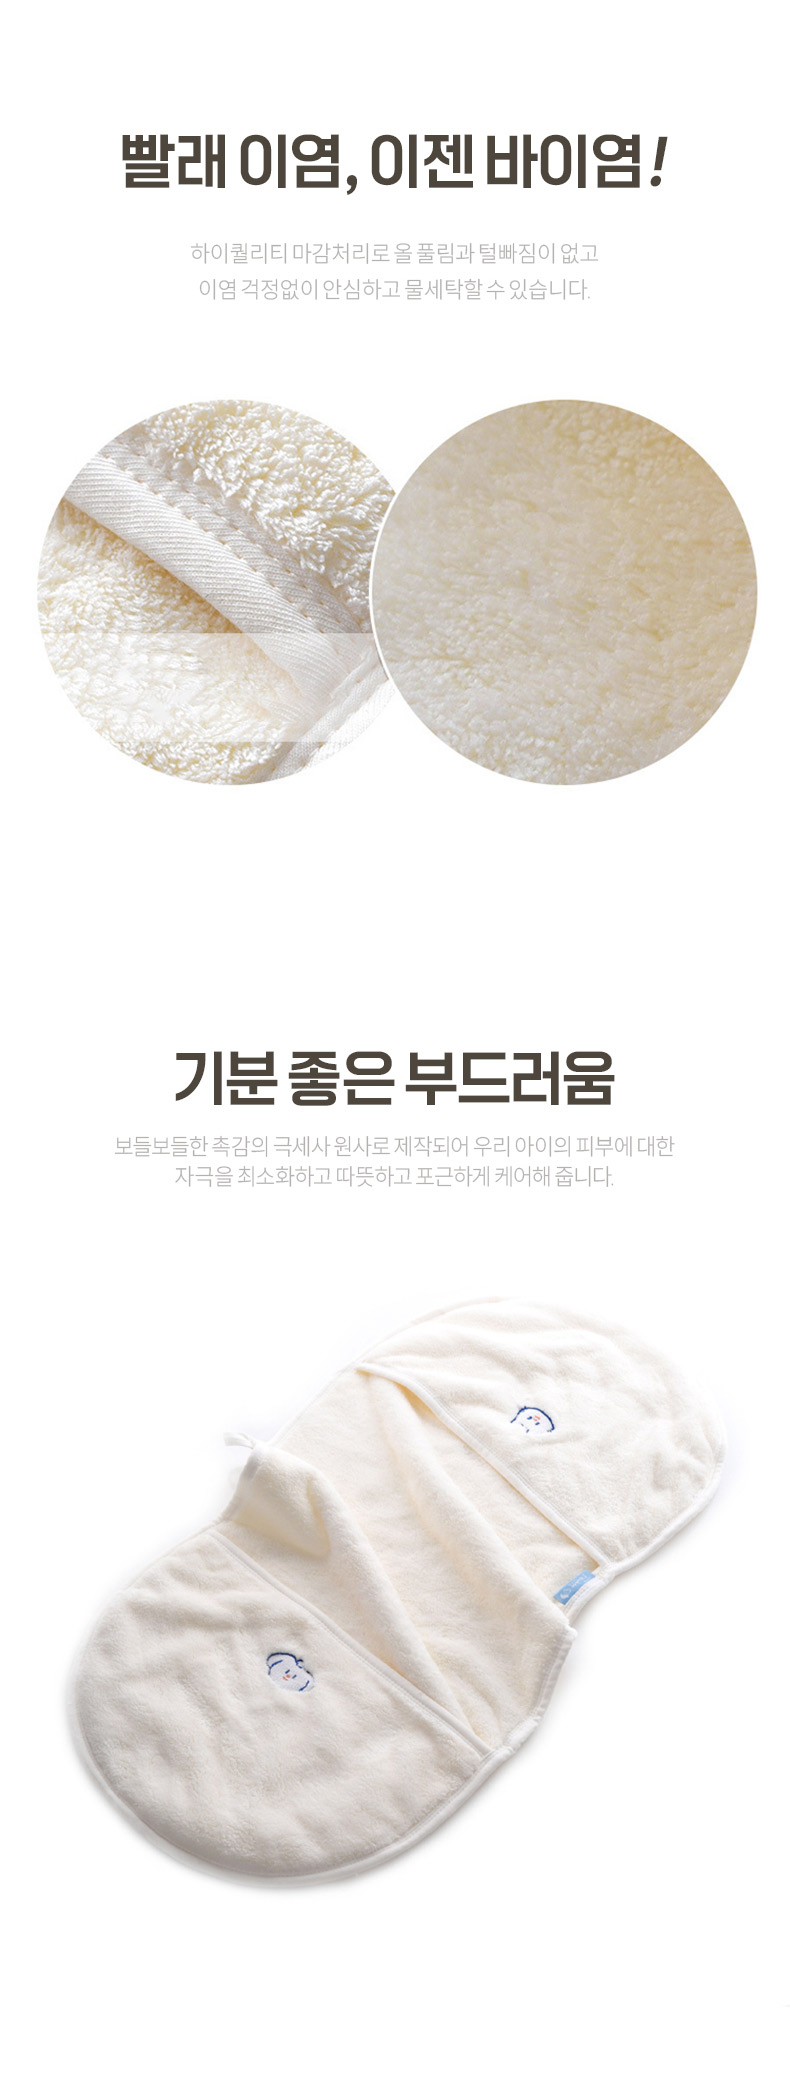 빨래 이염, 이젠 바이염!
하이퀄리티 마감처리로 올 풀림과 털빠짐이 없고
이염 걱정없이 안심하고 물세탁할 수 있습니다.
기분 좋은 부드러움
보들보들한 촉감의 극세사 원사로 제작되어 우리 아이의 피부에 대한
자극을 최소화하고 따뜻하고 포근하게 케어해 줍니다.